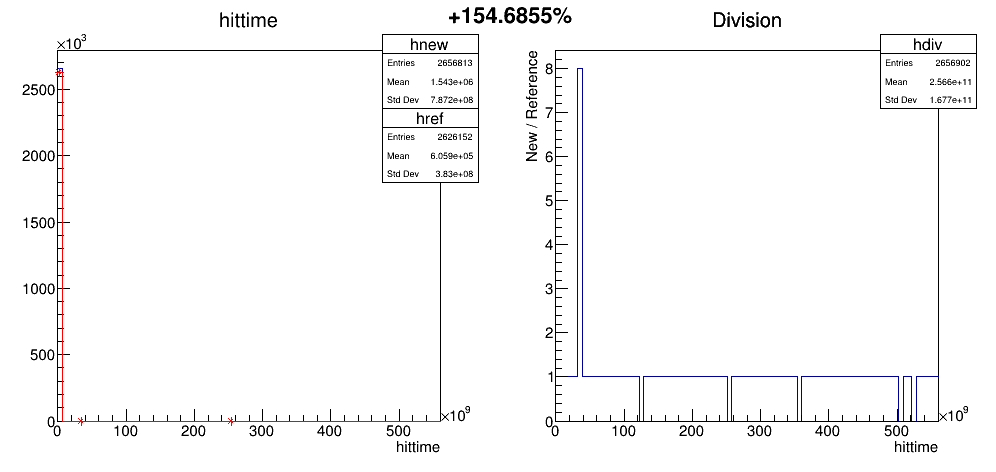 +154.6855%
hittime
×10³
hnew
Entries 2656813
Mean 1.543e+06
Std Dev 7.872e+08
href
Entries 2626152
Mean 6.059e+05
Std Dev 3.83e+08
2500
2000
1500
1000
500
0
0 100 200 300 400 500
×10⁹
hittime
Division
hdiv
Entries 2656902
Mean 2.566e+11
Std Dev 1.677e+11
New / Reference
8
7
6
5
4
3
2
1
0
0 100 200 300 400 500
×10⁹
hittime